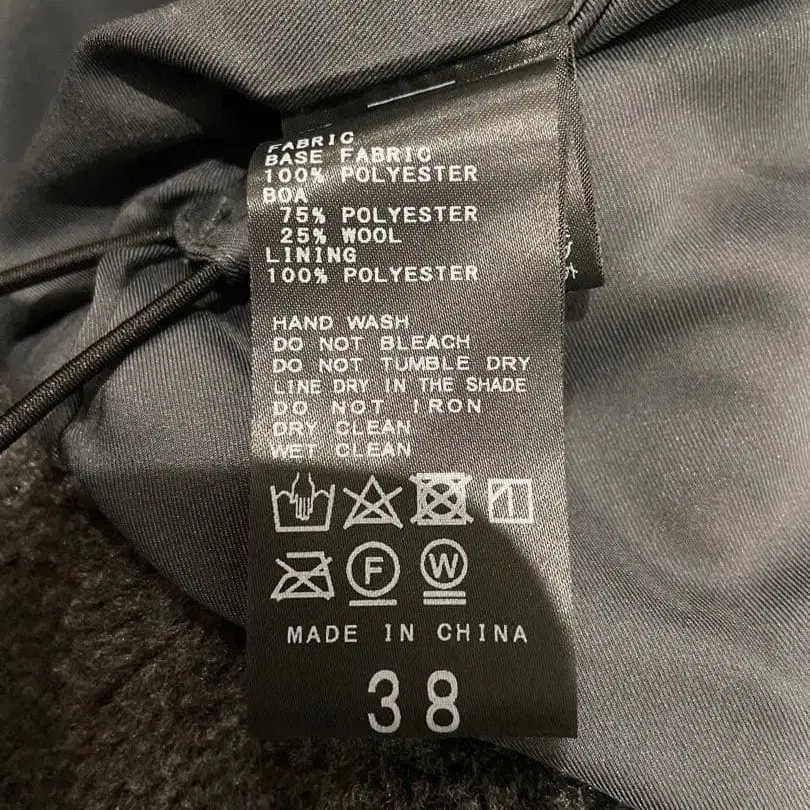 FABRIC
BASE FABRIC
100% POLYESTER
BOA
75% POLYESTER
25% WOOL
LINING
100% POLYESTER
HAND WASH
DO NOT BLEACH
DO NOT TUMBLE DRY
LINE DRY IN THE SHADE
DO NOT IRON
DRY CLEAN
WET CLEAN
F W
MADE IN CHINA
38